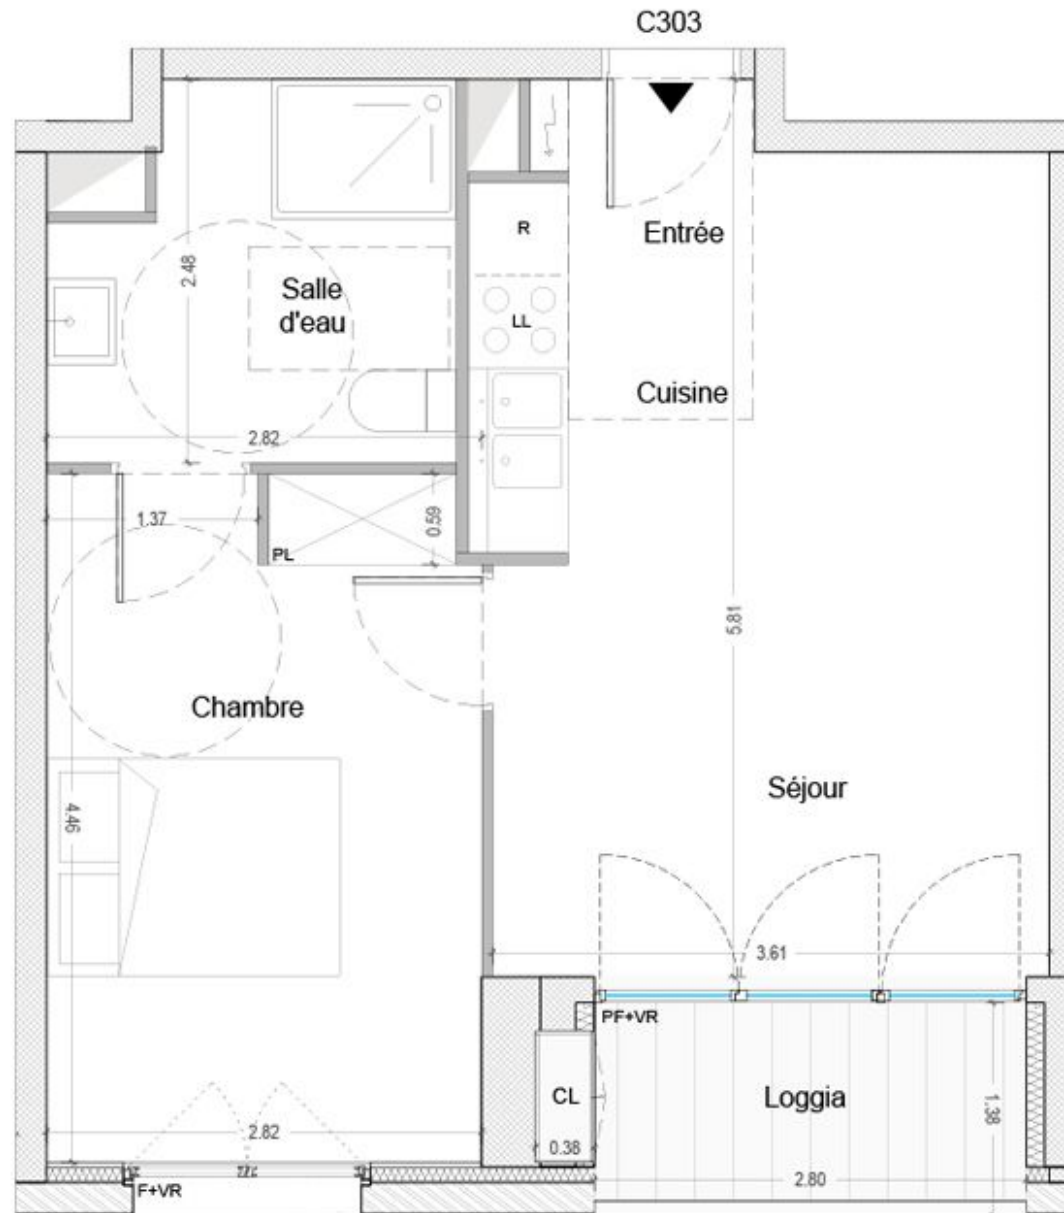 C303
R
Entrée
2.48
Salle
d'eau
LL
Cuisine
2.82
1.37
0.59
PL
5.81
Chambre
Séjour
4.46
3.61
PF+VR
CL
Loggia
1.38
2.82
0.38
2.80
F+VR